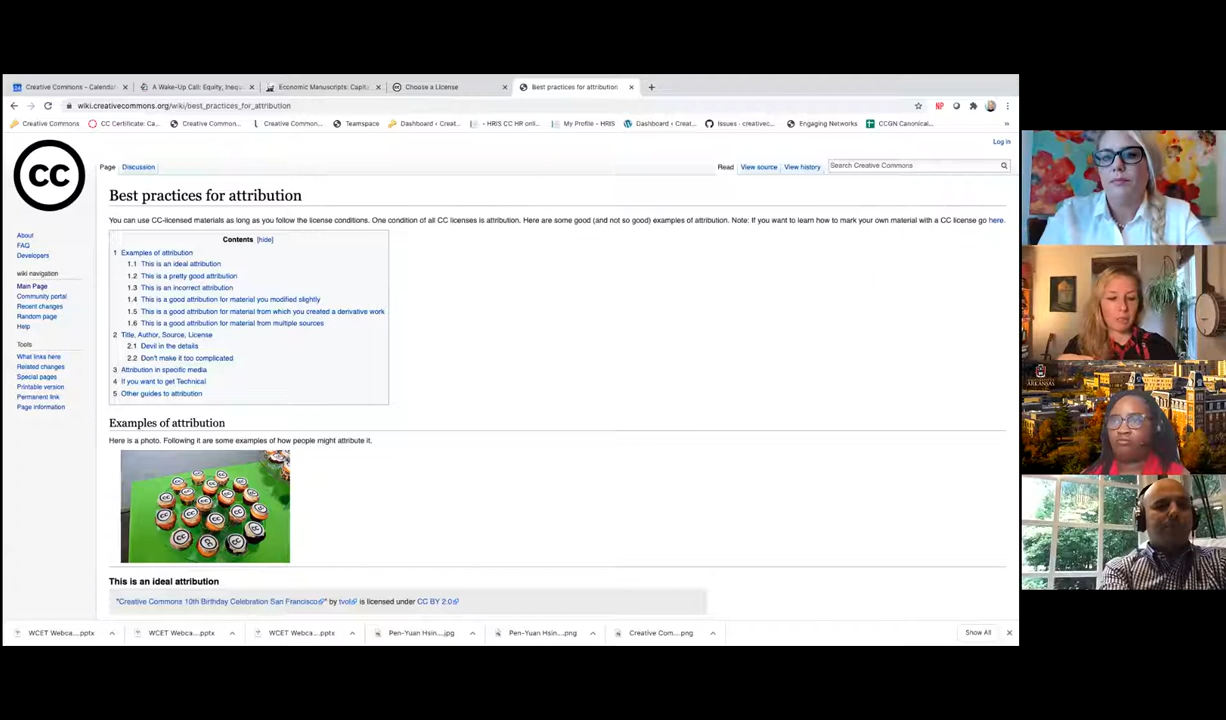 Creative Commons - Calenda
A Wake-Up Call: Equity, Ineq
Economic Manuscripts: Capit
Choose a License
Best practices for attribution
wiki.creativecommons.org/wiki/best_practices_for_attribution
NP
Creative Commons
CC Certificate: Ca...
Creative Common...
Creative Common...
Teamspace
Dashboard ‹ Creat...
- HRIS CC HR onl...
My Profile - HRIS
Dashboard ‹ Creat...
Issues · creativec...
Engaging Networks
CCGN Canonical...
Log in
Page
Discussion
Read
View source
View history
Search Creative Commons
CC
Best practices for attribution
You can use CC-licensed materials as long as you follow the license conditions. One condition of all CC licenses is attribution. Here are some good (and not so good) examples of attribution. Note: If you want to learn how to mark your own material with a CC license go here.
About
FAQ
Developers
wiki navigation
Main Page
Community portal
Recent changes
Random page
Help
Tools
What links here
Related changes
Special pages
Printable version
Permanent link
Page information
Contents [hide]
1 Examples of attribution
1.1 This is an ideal attribution
1.2 This is a pretty good attribution
1.3 This is an incorrect attribution
1.4 This is a good attribution for material you modified slightly
1.5 This is a good attribution for material from which you created a derivative work
1.6 This is a good attribution for material from multiple sources
2 Title, Author, Source, License
2.1 Devil in the details
2.2 Don't make it too complicated
3 Attribution in specific media
4 If you want to get Technical
5 Other guides to attribution
Examples of attribution
Here is a photo. Following it are some examples of how people might attribute it.
This is an ideal attribution
"Creative Commons 10th Birthday Celebration San Francisco" by tvol is licensed under CC BY 2.0
WCET Webca....pptx
WCET Webca....pptx
WCET Webca....pptx
Pen-Yuan Hsin....jpg
Pen-Yuan Hsin....png
Creative Com....png
Show All
ARKANSAS